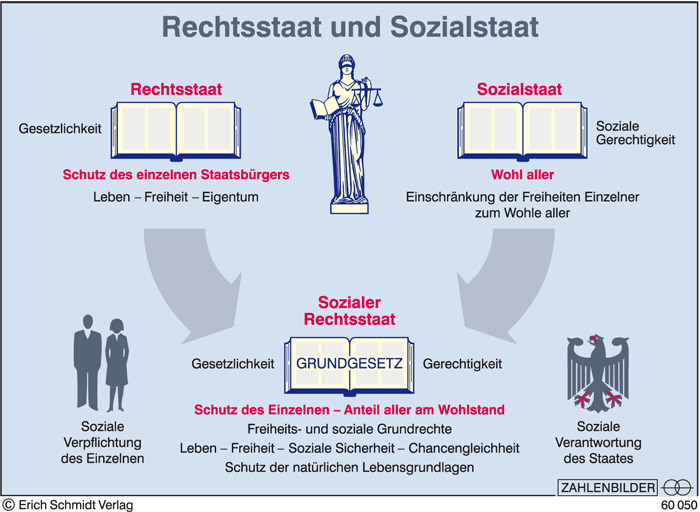 Rechtsstaat und Sozialstaat
Rechtsstaat
Gesetzlichkeit
Schutz des einzelnen Staatsbürgers
Leben – Freiheit – Eigentum
Sozialstaat
Soziale
Gerechtigkeit
Wohl aller
Einschränkung der Freiheiten Einzelner
zum Wohle aller
Sozialer
Rechtsstaat
Gesetzlichkeit
GRUNDGESETZ
Gerechtigkeit
Schutz des Einzelnen – Anteil aller am Wohlstand
Freiheits- und soziale Grundrechte
Leben – Freiheit – Soziale Sicherheit – Chancengleichheit
Schutz der natürlichen Lebensgrundlagen
Soziale
Verpflichtung
des Einzelnen
Soziale
Verantwortung
des Staates
ZAHLENBILDER
© Erich Schmidt Verlag
60 050